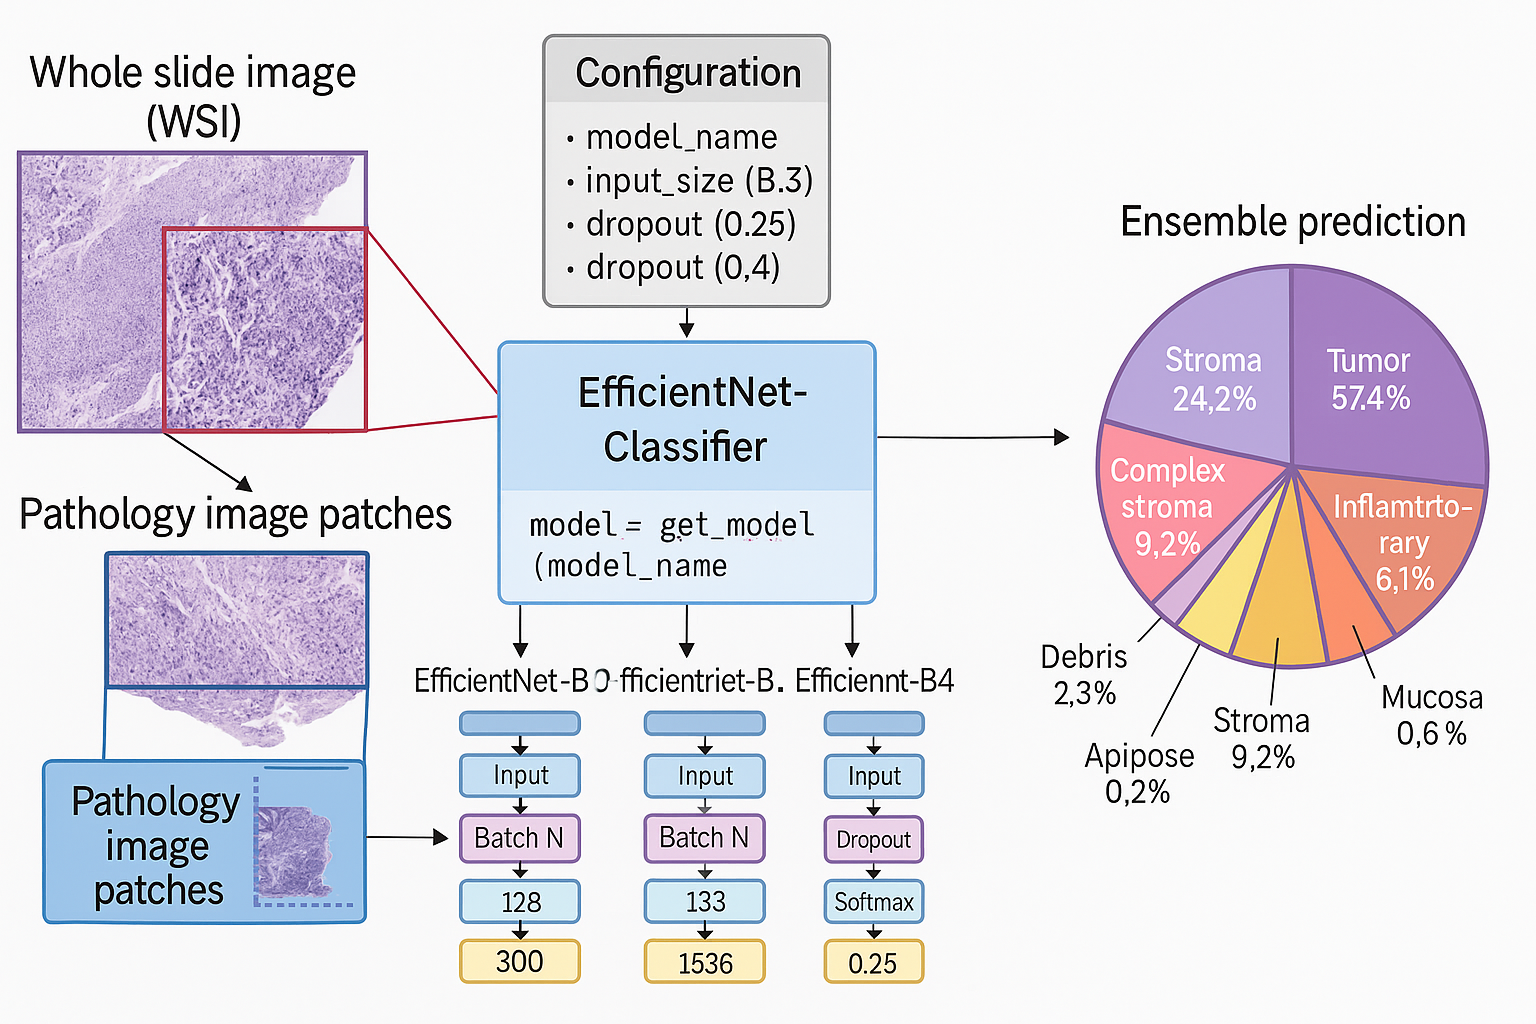 Whole slide image
(WSI)
Configuration
• model_name
• input_size (B.3)
• dropout (0.25)
• dropout (0,4)
EfficientNet-
Classifier
model = get_model
(model_name
Pathology image patches
Pathology
image
patches
EfficientNet-B0-fficientriet-B. Efficiennt-B4
Input
Batch N
128
300
Input
Batch N
133
1536
Input
Dropout
Softmax
0.25
Ensemble prediction
Stroma
24,2%
Tumor
57.4%
Complex
stroma
9,2%
Inflamtrto-
rary
6,1%
Debris
2,3%
Apipose
0,2%
Stroma
9,2%
Mucosa
0,6 %